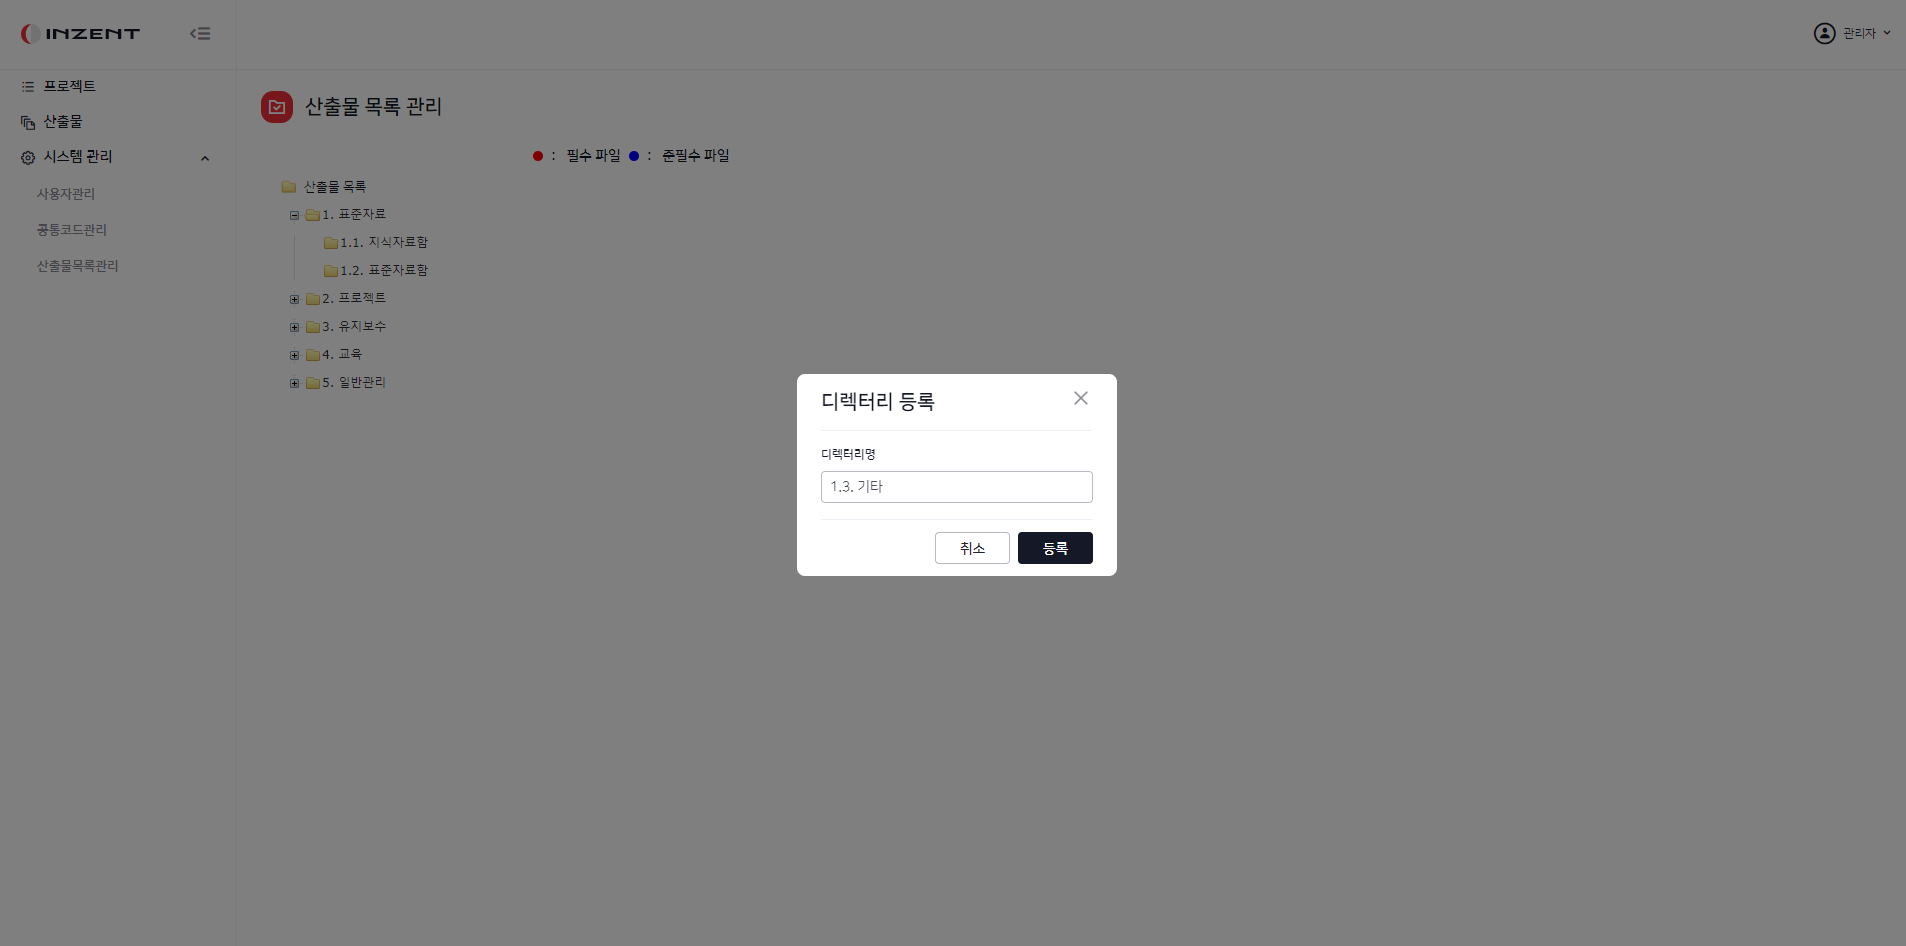 INZENT
관리자
프로젝트
산출물
시스템 관리
사용자관리
공통코드관리
산출물목록관리
산출물 목록 관리
: 필수 파일 : 준필수 파일
산출물 목록
1. 표준자료
1.1. 지식자료함
1.2. 표준자료함
2. 프로젝트
3. 유지보수
4. 교육
5. 일반관리
디렉터리 등록
디렉터리명
1.3. 기타
취소 등록